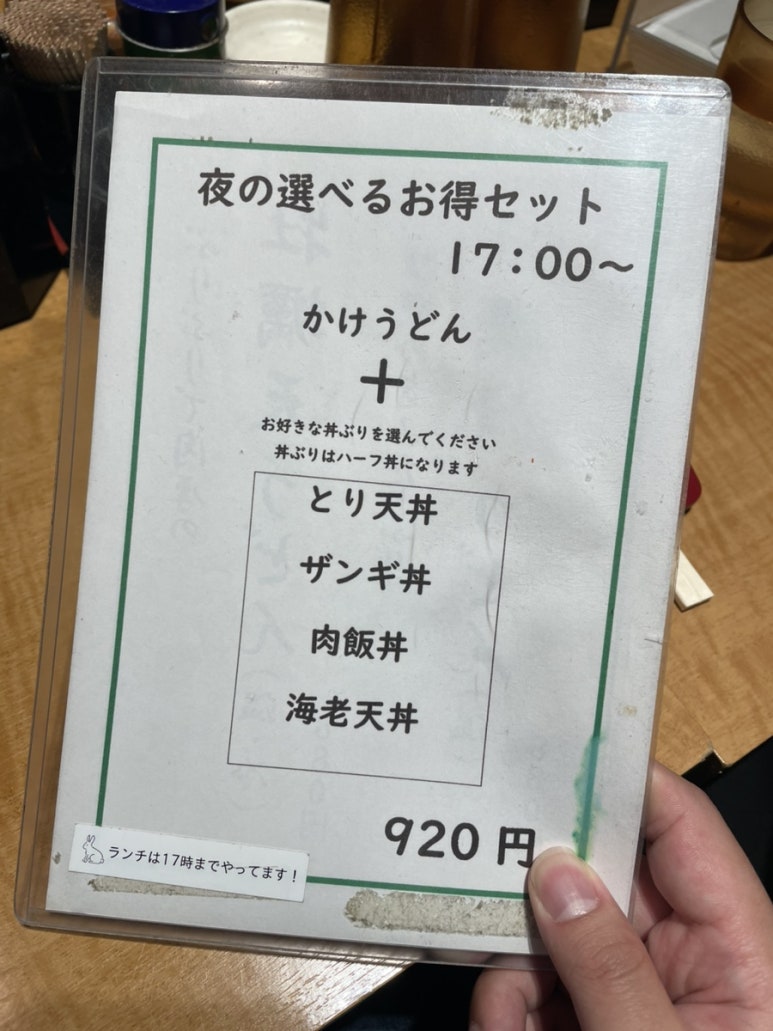 夜の選べるお得セット
17:00～
かけうどん
＋
お好きな丼ぶりを選んでください
丼ぶりはハーフ丼になります
とり天丼
ザンギ丼
肉飯丼
海老天丼
920円
ランチは17時までやってます！